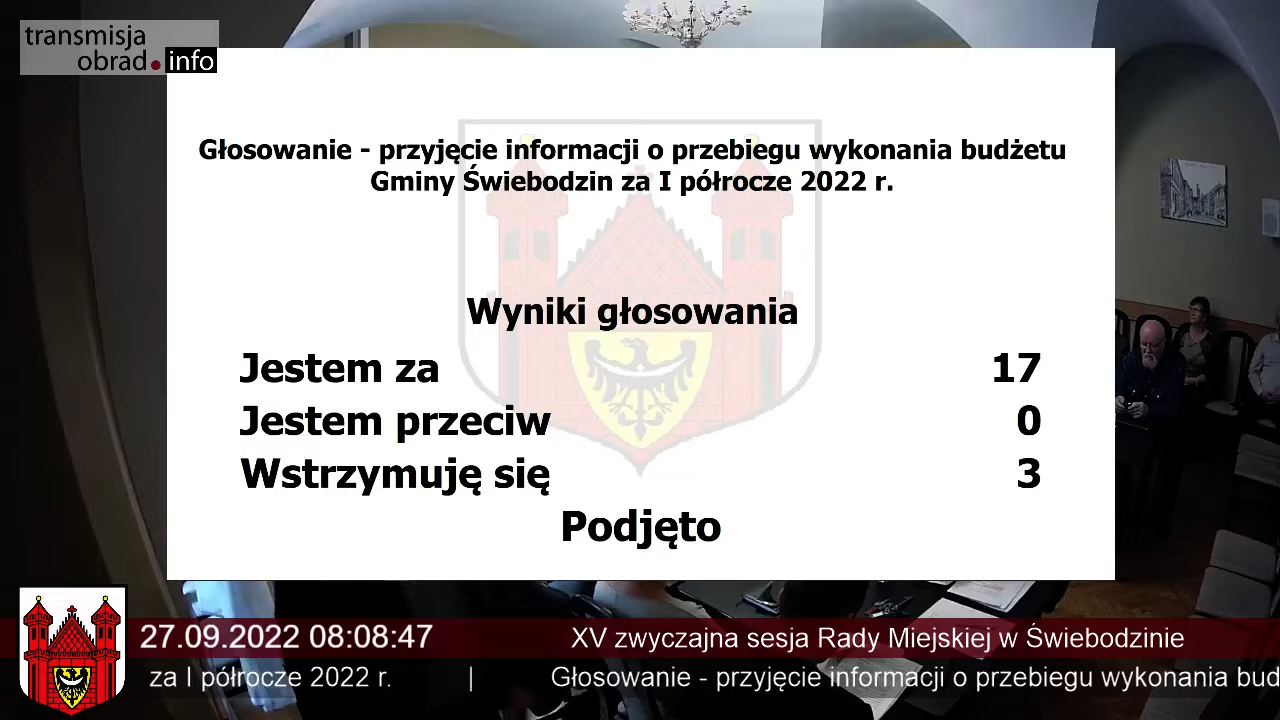 transmisja
obrad.info
Głosowanie - przyjęcie informacji o przebiegu wykonania budżetu
Gminy Świebodzin za I półrocze 2022 r.
Wyniki głosowania
Jestem za 17
Jestem przeciw 0
Wstrzymuję się 3
Podjęto
27.09.2022 08:08:47 XV zwyczajna sesja Rady Miejskiej w Świebodzinie
za I półrocze 2022 r. | Głosowanie - przyjęcie informacji o przebiegu wykonania bud